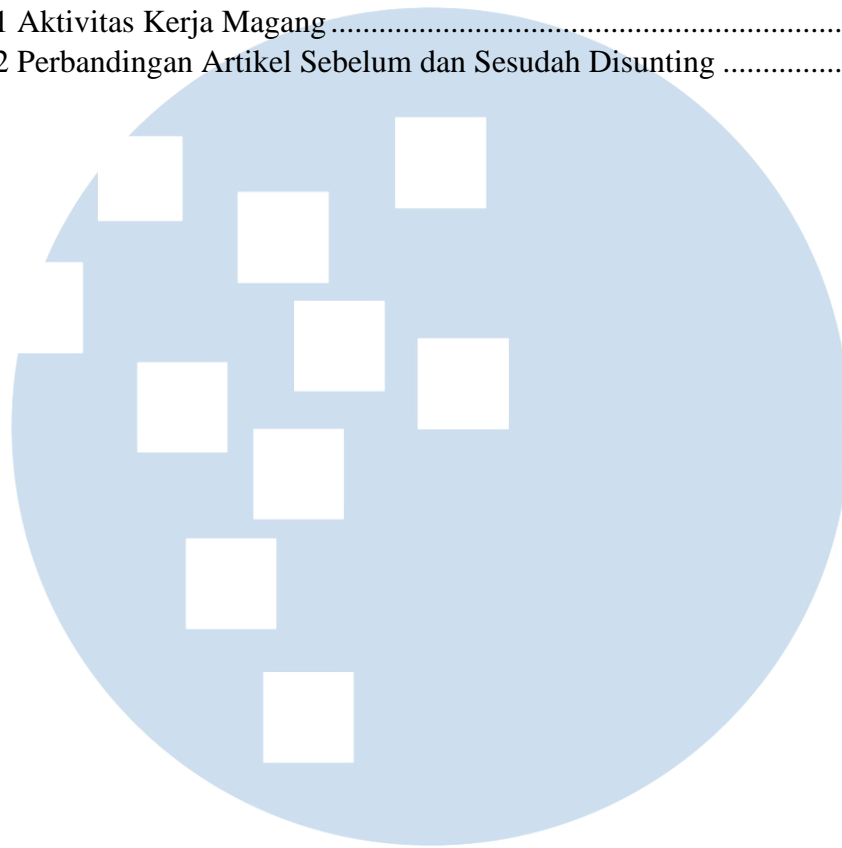 1 Aktivitas Kerja Magang................................................................
2 Perbandingan Artikel Sebelum dan Sesudah Disunting ...............